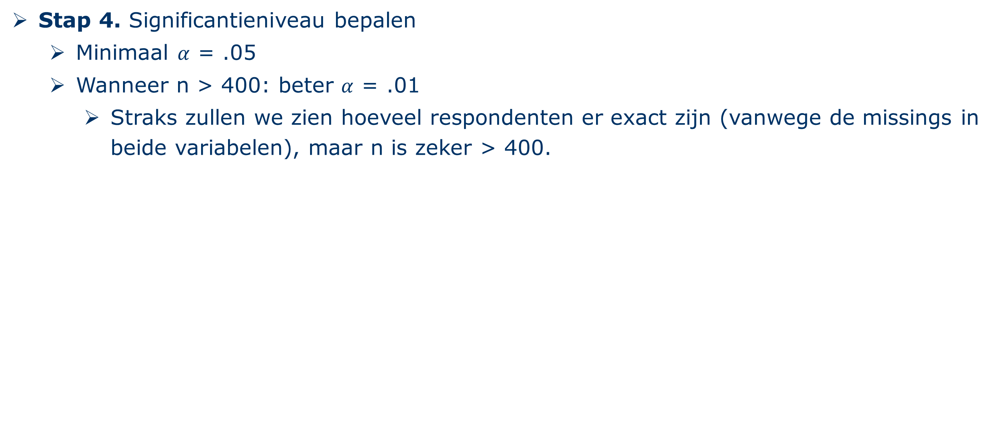 ➢ Stap 4. Significantieniveau bepalen
➢ Minimaal 𝛼 = .05
➢ Wanneer n > 400: beter 𝛼 = .01
➢ Straks zullen we zien hoeveel respondenten er exact zijn (vanwege de missings in
beide variabelen), maar n is zeker > 400.